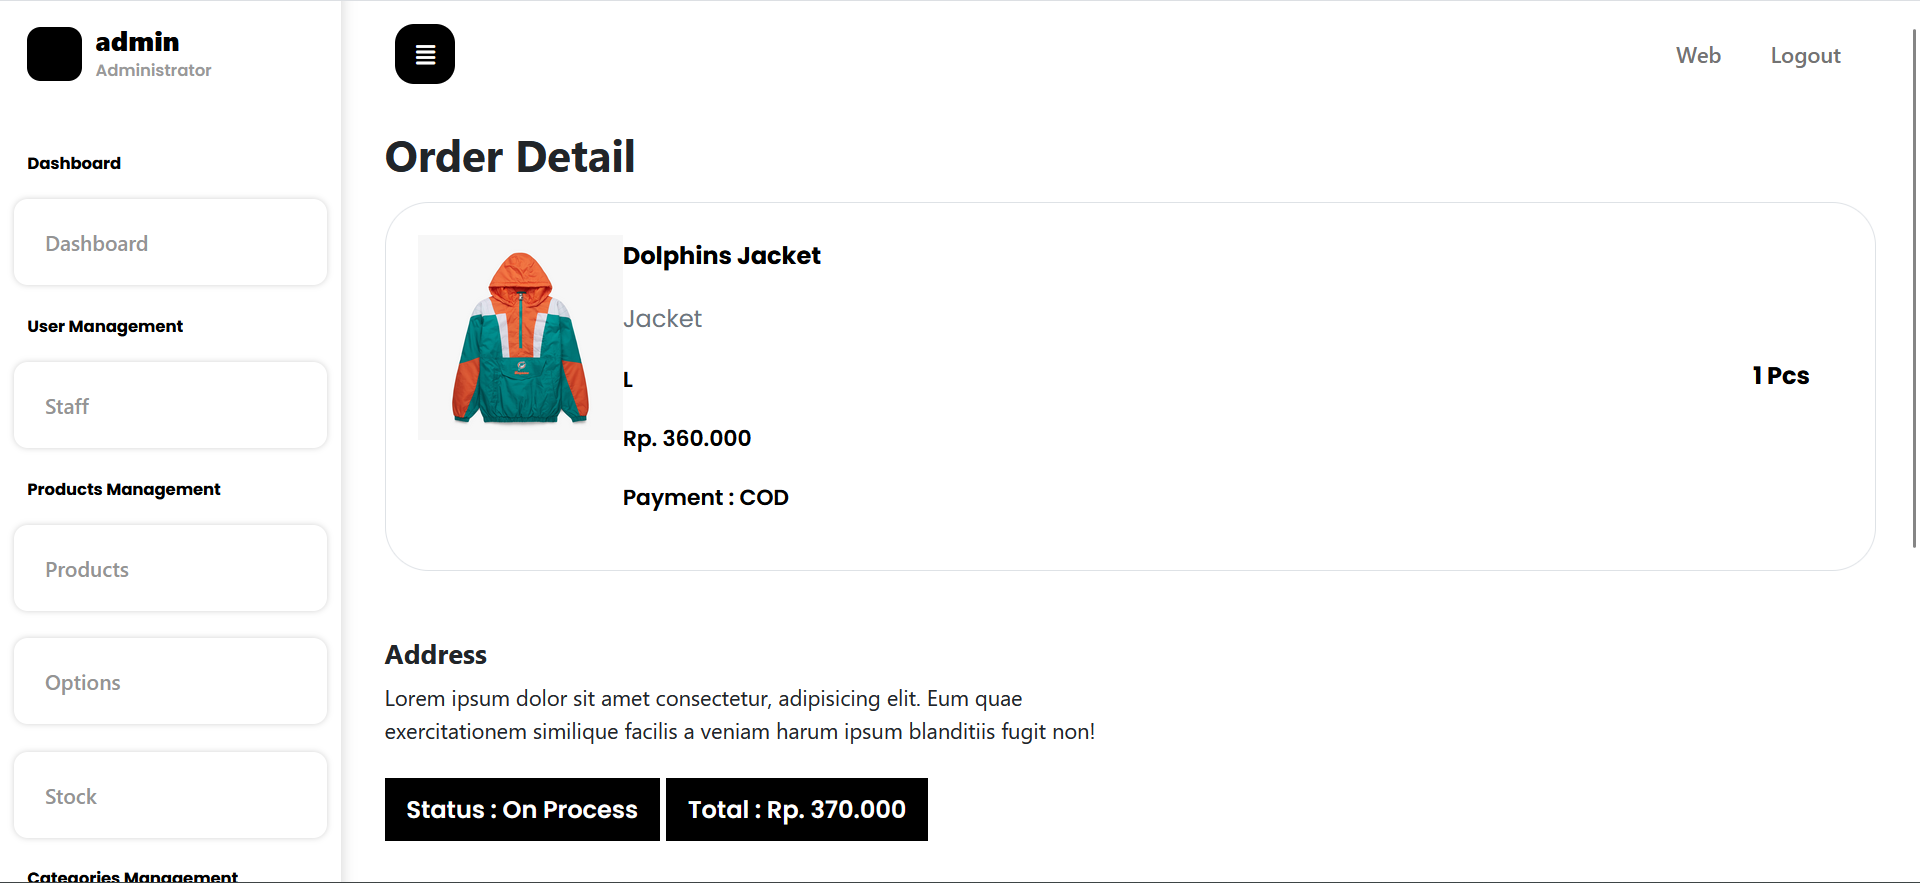 admin
Administrator
Dashboard
Dashboard
User Management
Staff
Products Management
Products
Options
Stock
Categories Management
Web
Logout
Order Detail
Dolphins Jacket
Jacket
L
Rp. 360.000
Payment : COD
1 Pcs
Address
Lorem ipsum dolor sit amet consectetur, adipisicing elit. Eum quae
exercitationem similique facilis a veniam harum ipsum blanditiis fugit non!
Status : On Process
Total : Rp. 370.000